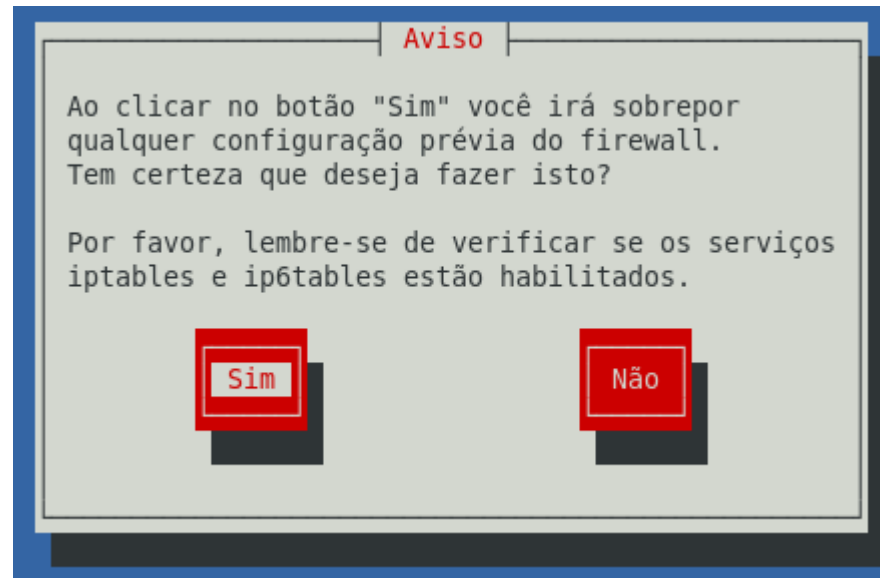 Aviso
Ao clicar no botão "Sim" você irá sobrepor
qualquer configuração prévia do firewall.
Tem certeza que deseja fazer isto?
Por favor, lembre-se de verificar se os serviços
iptables e ip6tables estão habilitados.
Sim
Não